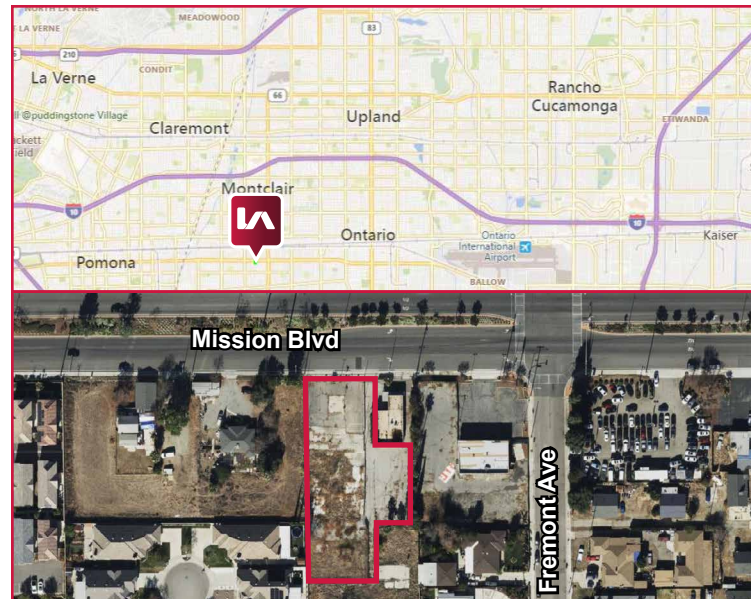 NORTH LA VERNE
LA VERNE
MEADOWOOD
83
210
CONDIT
La Verne
66
Rancho
Cucamonga
@puddingstone Village
Upland
ETIWANDA
Claremont
Montclair
10
LA
Ontario
Ontario
International
Airport
10
Kaiser
Pomona
BALLOW
Mission Blvd
Fremont Ave